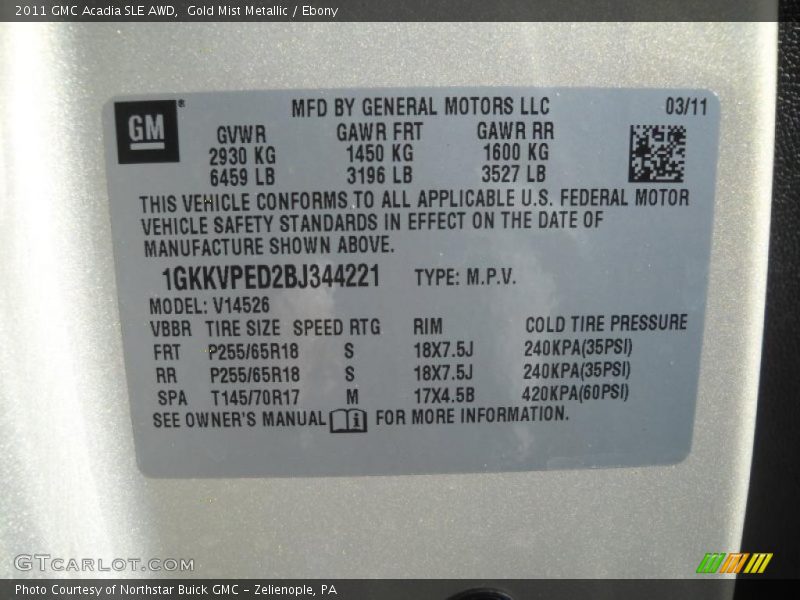 2011 GMC Acadia SLE AWD, Gold Mist Metallic / Ebony
GM®
MFD BY GENERAL MOTORS LLC 03/11
GVWR GAWR FRT GAWR RR
2930 KG 1450 KG 1600 KG
6459 LB 3196 LB 3527 LB
THIS VEHICLE CONFORMS TO ALL APPLICABLE U.S. FEDERAL MOTOR
VEHICLE SAFETY STANDARDS IN EFFECT ON THE DATE OF
MANUFACTURE SHOWN ABOVE.
1GKKVPED2BJ344221 TYPE: M.P.V.
MODEL: V14526
VBBR TIRE SIZE SPEED RTG RIM COLD TIRE PRESSURE
FRT P255/65R18 S 18X7.5J 240KPA(35PSI)
RR P255/65R18 S 18X7.5J 240KPA(35PSI)
SPA T145/70R17 M 17X4.5B 420KPA(60PSI)
SEE OWNER'S MANUAL i FOR MORE INFORMATION.
GTCARLOT.COM
Photo Courtesy of Northstar Buick GMC - Zelienople, PA